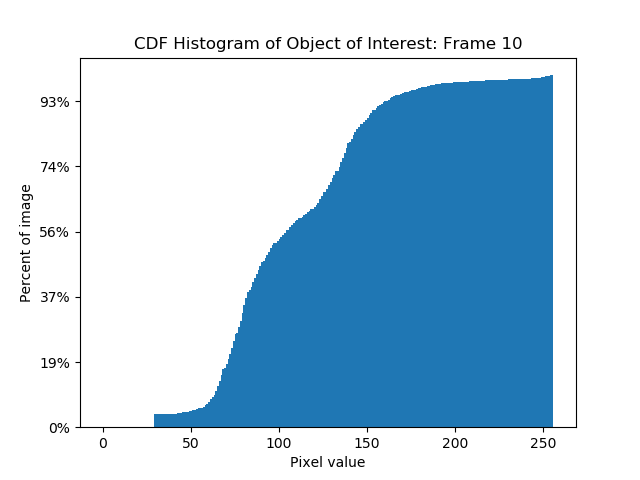 CDF Histogram of Object of Interest: Frame 10
93%
74%
56%
37%
19%
0%
Percent of image
0 50 100 150 200 250
Pixel value